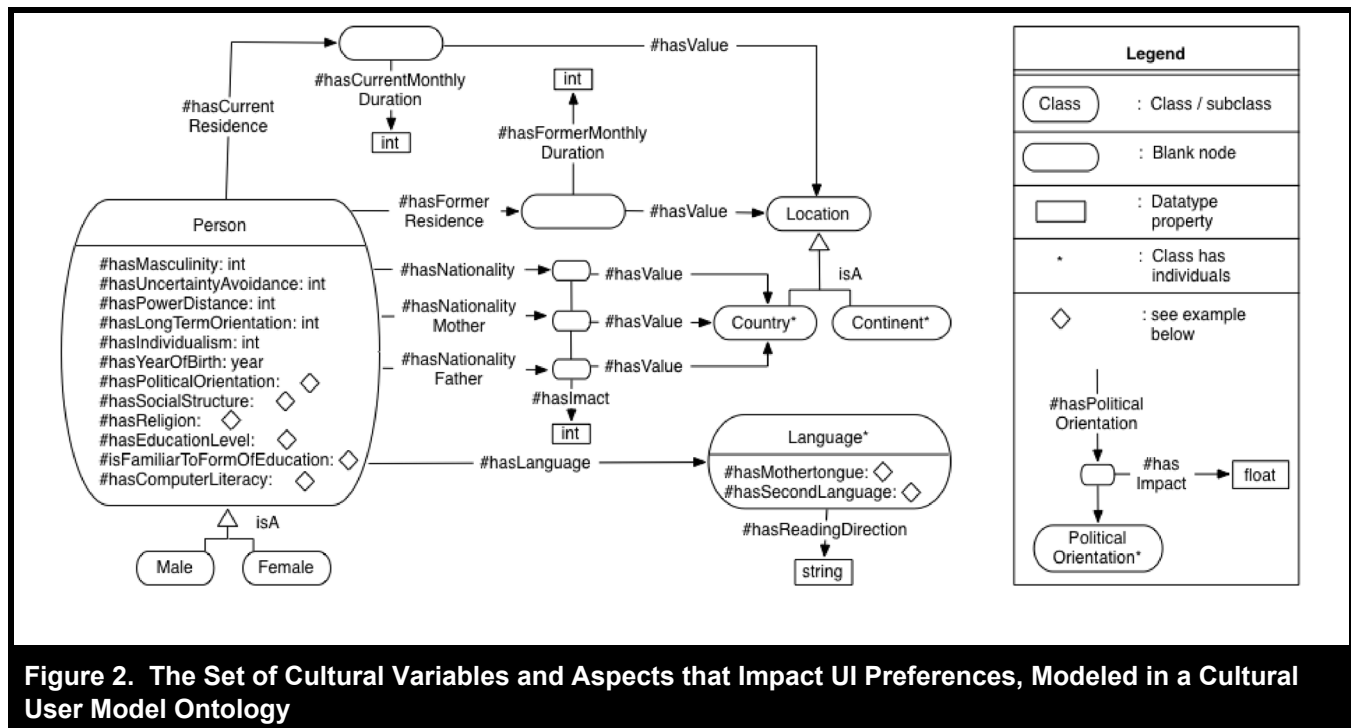 #hasValue
#hasCurrentMonthly
Duration
int
#hasCurrent
Residence
int
#hasFormerMonthly
Duration
#hasFormer
Residence
#hasValue
Location
isA
Person
#hasMasculinity: int
#hasUncertaintyAvoidance: int
#hasPowerDistance: int
#hasLongTermOrientation: int
#hasIndividualism: int
#hasYearOfBirth: year
#hasPoliticalOrientation:
#hasSocialStructure:
#hasReligion:
#hasEducationLevel:
#isFamiliarToFormOfEducation:
#hasComputerLiteracy:
isA
Male
Female
#hasNationality
#hasValue
#hasNationality
Mother
#hasValue
Country*
Continent*
#hasNationality
Father
#hasValue
#hasImact
int
#hasLanguage
Language*
#hasMothertongue:
#hasSecondLanguage:
#hasReadingDirection
string
Legend
Class
: Class / subclass
: Blank node
: Datatype
property
*
: Class has
individuals
: see example
below
#hasPolitical
Orientation
#has
Impact
float
Political
Orientation*
Figure 2. The Set of Cultural Variables and Aspects that Impact UI Preferences, Modeled in a Cultural
User Model Ontology